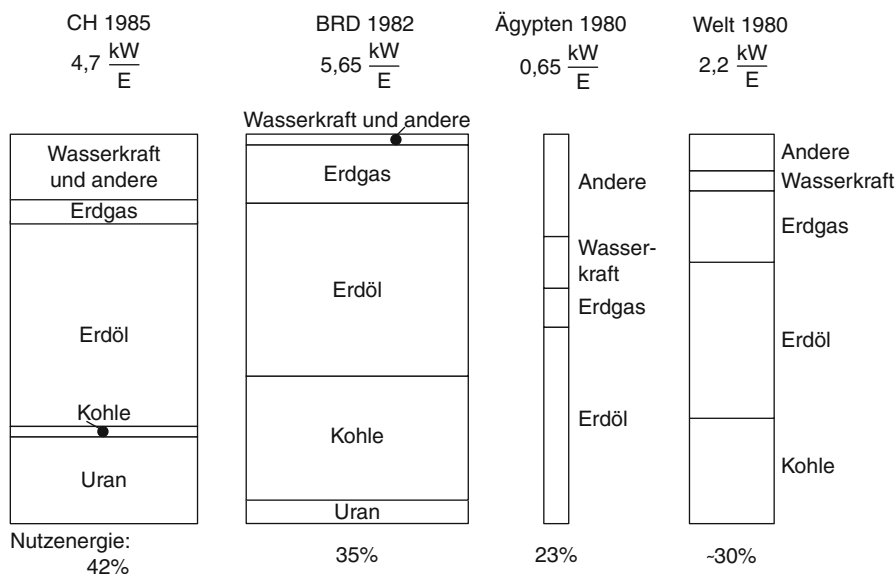 CH 1985
4,7 kW/E
BRD 1982
5,65 kW/E
Ägypten 1980
0,65 kW/E
Welt 1980
2,2 kW/E
Wasserkraft
und andere
Erdgas
Erdöl
Kohle
Uran
Wasserkraft und andere
Erdgas
Erdöl
Kohle
Uran
Andere
Wasser-
kraft
Erdgas
Erdöl
Andere
Wasserkraft
Erdgas
Erdöl
Kohle
Nutzenergie:
42%
35%
23%
~30%